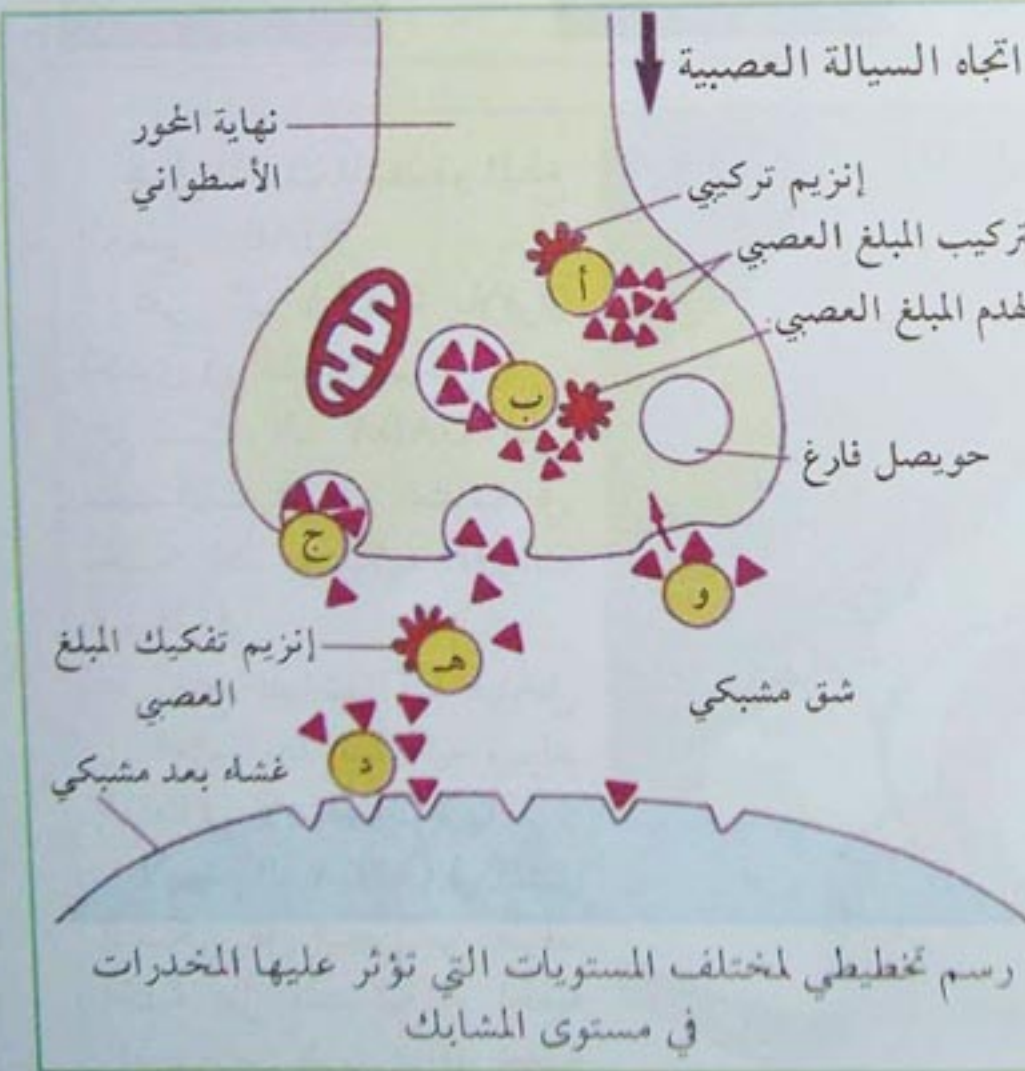 اتجاه السيالة العصبية
نهاية المحور
الأسطواني
إنزيم تركيبي
تركيب المبلغ العصبي
هدم المبلغ العصبي
أ
ب
حويصل فارغ
ج
و
إنزيم تفكيك المبلغ
العصبي
هـ
شق مشبكي
د
غشاء بعد مشبكي
رسم تخطيطي لمختلف المستويات التي تؤثر عليها المخدرات
في مستوى المشابك